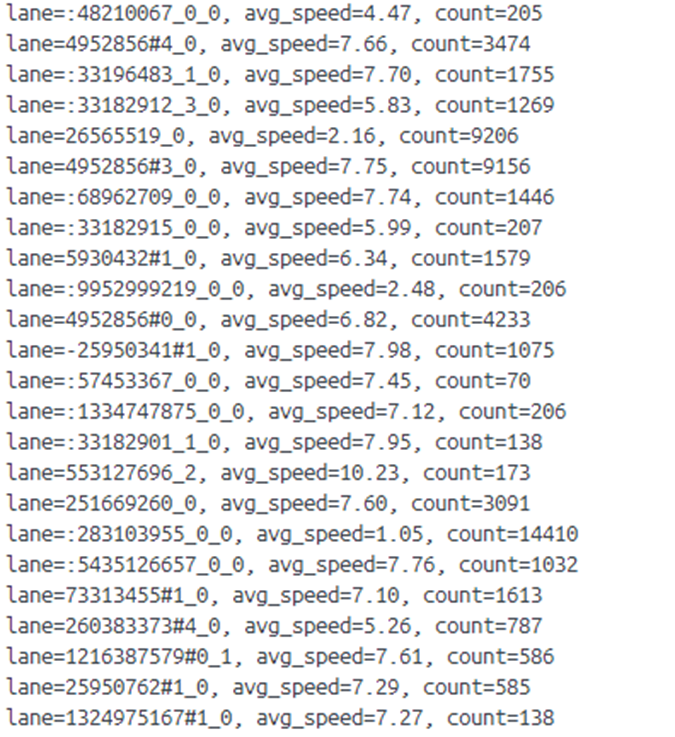 lane=:48210067_0_0, avg_speed=4.47, count=205
lane=4952856#4_0, avg_speed=7.66, count=3474
lane=:33196483_1_0, avg_speed=7.70, count=1755
lane=:33182912_3_0, avg_speed=5.83, count=1269
lane=26565519_0, avg_speed=2.16, count=9206
lane=4952856#3_0, avg_speed=7.75, count=9156
lane=:68962709_0_0, avg_speed=7.74, count=1446
lane=:33182915_0_0, avg_speed=5.99, count=207
lane=5930432#1_0, avg_speed=6.34, count=1579
lane=:9952999219_0_0, avg_speed=2.48, count=206
lane=4952856#0_0, avg_speed=6.82, count=4233
lane=-25950341#1_0, avg_speed=7.98, count=1075
lane=:57453367_0_0, avg_speed=7.45, count=70
lane=:1334747875_0_0, avg_speed=7.12, count=206
lane=:33182901_1_0, avg_speed=7.95, count=138
lane=553127696_2, avg_speed=10.23, count=173
lane=251669260_0, avg_speed=7.60, count=3091
lane=:283103955_0_0, avg_speed=1.05, count=14410
lane=:5435126657_0_0, avg_speed=7.76, count=1032
lane=73313455#1_0, avg_speed=7.10, count=1613
lane=260383373#4_0, avg_speed=5.26, count=787
lane=1216387579#0_1, avg_speed=7.61, count=586
lane=25950762#1_0, avg_speed=7.29, count=585
lane=1324975167#1_0, avg_speed=7.27, count=138